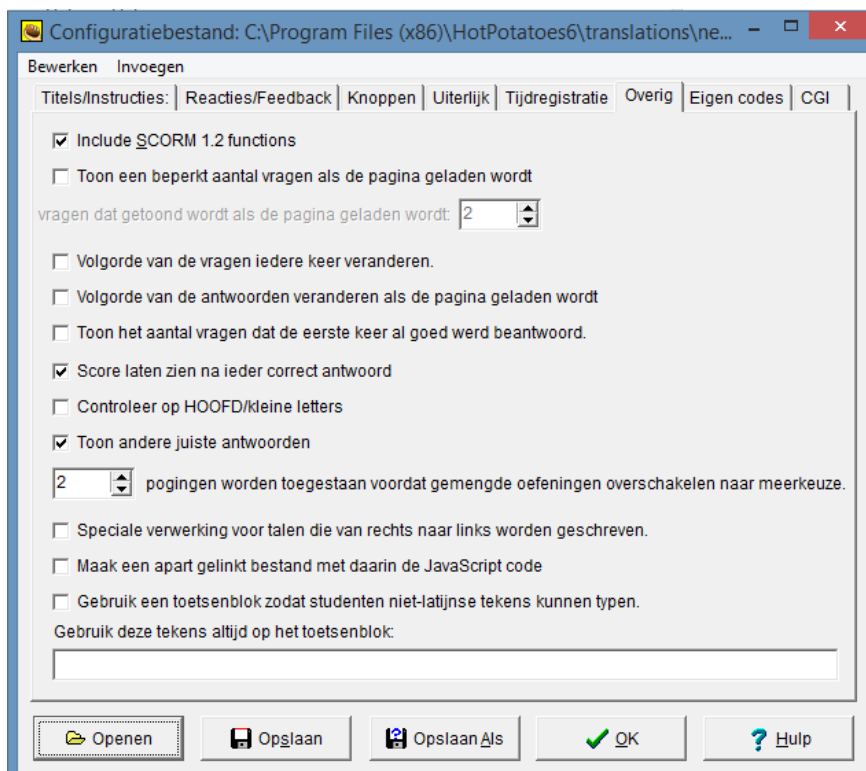 Configuratiebestand: C:\Program Files (x86)\HotPotatoes6\translations\ne...
Bewerken Invoegen
Titels/Instructies: Reacties/Feedback Knoppen Uiterlijk Tijdregistratie Overig Eigen codes CGI
Include SCORM 1.2 functions
Toon een beperkt aantal vragen als de pagina geladen wordt
vragen dat getoond wordt als de pagina geladen wordt: 2
Volgorde van de vragen iedere keer veranderen.
Volgorde van de antwoorden veranderen als de pagina geladen wordt
Toon het aantal vragen dat de eerste keer al goed werd beantwoord.
Score laten zien na ieder correct antwoord
Controleer op HOOFD/kleine letters
Toon andere juiste antwoorden
2 pogingen worden toegestaan voordat gemengde oefeningen overschakelen naar meerkeuze.
Speciale verwerking voor talen die van rechts naar links worden geschreven.
Maak een apart gelinkt bestand met daarin de JavaScript code
Gebruik een toetsenblok zodat studenten niet-latijnse tekens kunnen typen.
Gebruik deze tekens altijd op het toetsenblok:
Openen Opslaan Opslaan Als OK Hulp